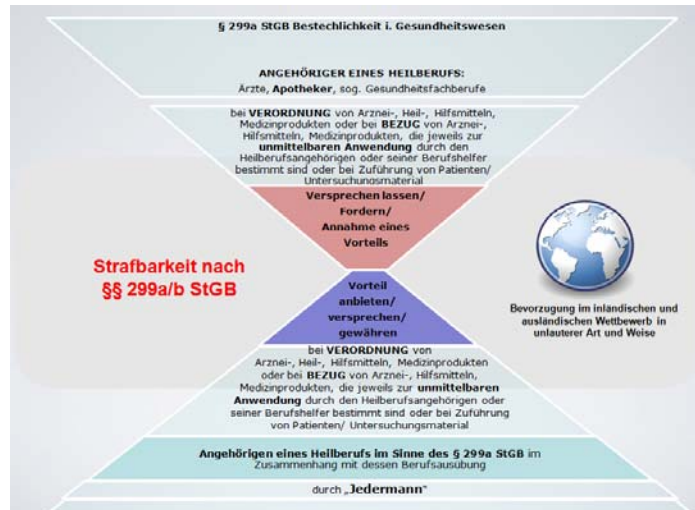 § 299a StGB Bestechlichkeit i. Gesundheitswesen
ANGEHÖRIGER EINES HEILBERUFS:
Ärzte, Apotheker, sog. Gesundheitsfachberufe
bei VERORDNUNG von Arznei-, Heil-, Hilfsmitteln,
Medizinprodukten oder bei BEZUG von Arznei-,
Hilfsmitteln, Medizinprodukten, die jeweils zur
unmittelbaren Anwendung durch den
Heilberufsangehörigen oder seiner Berufshelfer
bestimmt sind oder bei Zuführung von Patienten/
Untersuchungsmaterial
Versprechen lassen/
Fordern/
Annahme eines
Vorteils
Strafbarkeit nach
§§ 299a/b StGB
Vorteil
anbieten/
versprechen/
gewähren
Bevorzugung im inländischen und
ausländischen Wettbewerb in
unlauterer Art und Weise
bei VERORDNUNG von
Arznei-, Heil-, Hilfsmitteln, Medizinprodukten
oder bei BEZUG von Arznei-, Hilfsmitteln,
Medizinprodukten, die jeweils zur unmittelbaren
Anwendung durch den Heilberufsangehörigen oder
seiner Berufshelfer bestimmt sind oder bei Zuführung
von Patienten/ Untersuchungsmaterial
Angehörigen eines Heilberufs im Sinne des § 299a StGB im
Zusammenhang mit dessen Berufsausübung
durch „Jedermann“